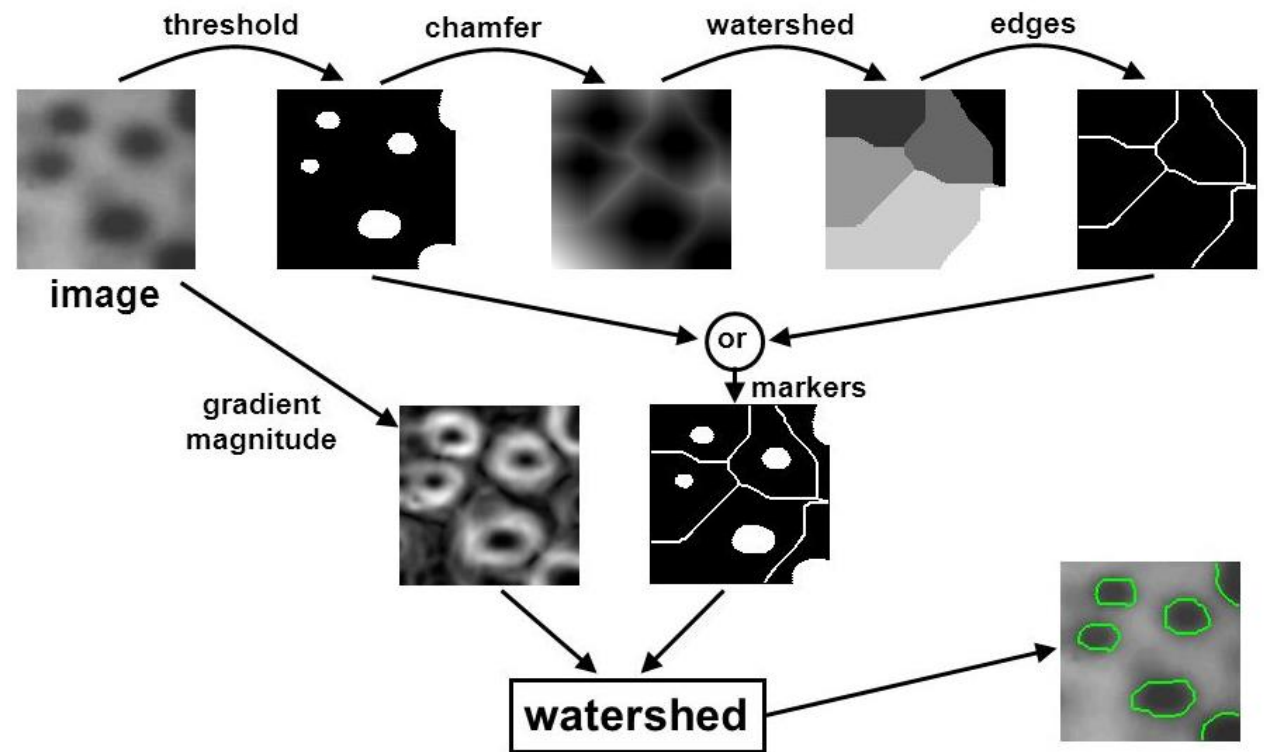 threshold
chamfer
watershed
edges
image
or
markers
gradient
magnitude
watershed